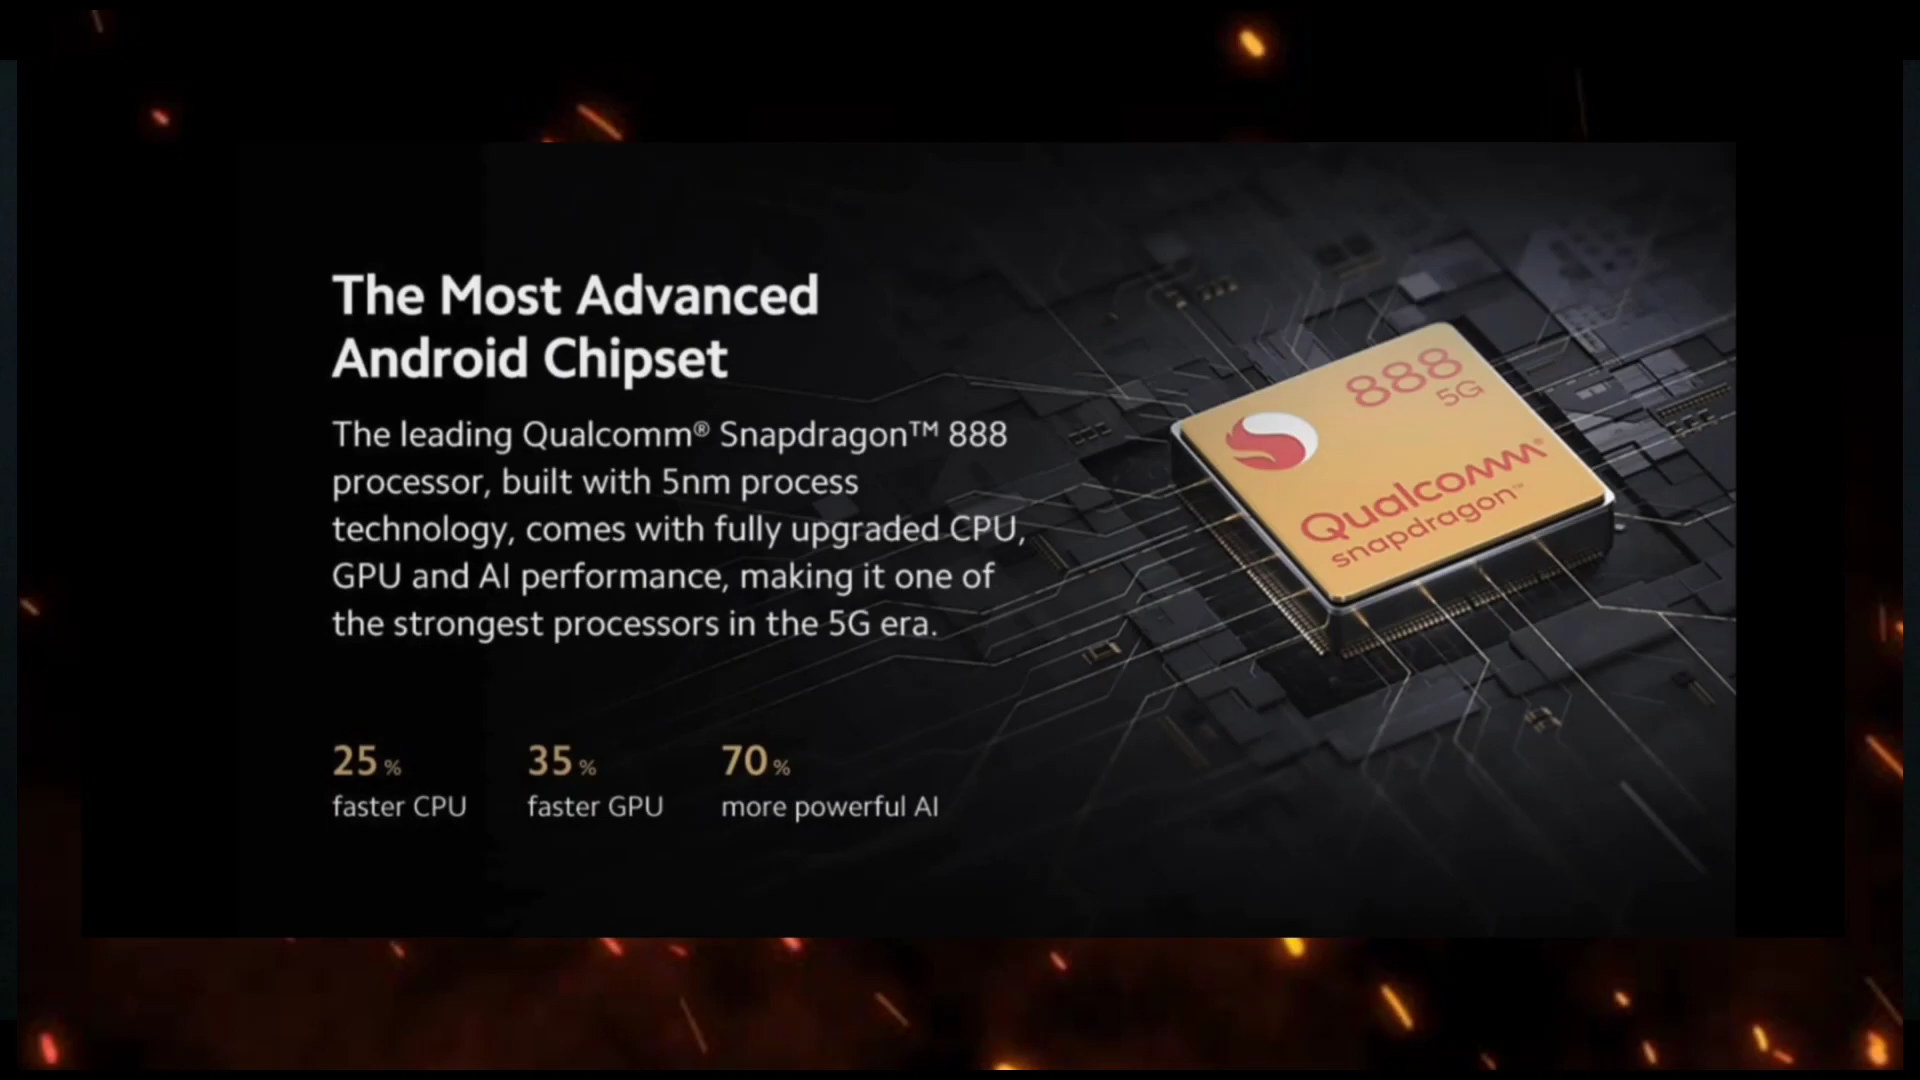 The Most Advanced
Android Chipset
The leading Qualcomm® Snapdragon™ 888
processor, built with 5nm process
technology, comes with fully upgraded CPU,
GPU and AI performance, making it one of
the strongest processors in the 5G era.
25%
faster CPU
35%
faster GPU
70%
more powerful AI
888
5G
Qualcomm®
snapdragon™